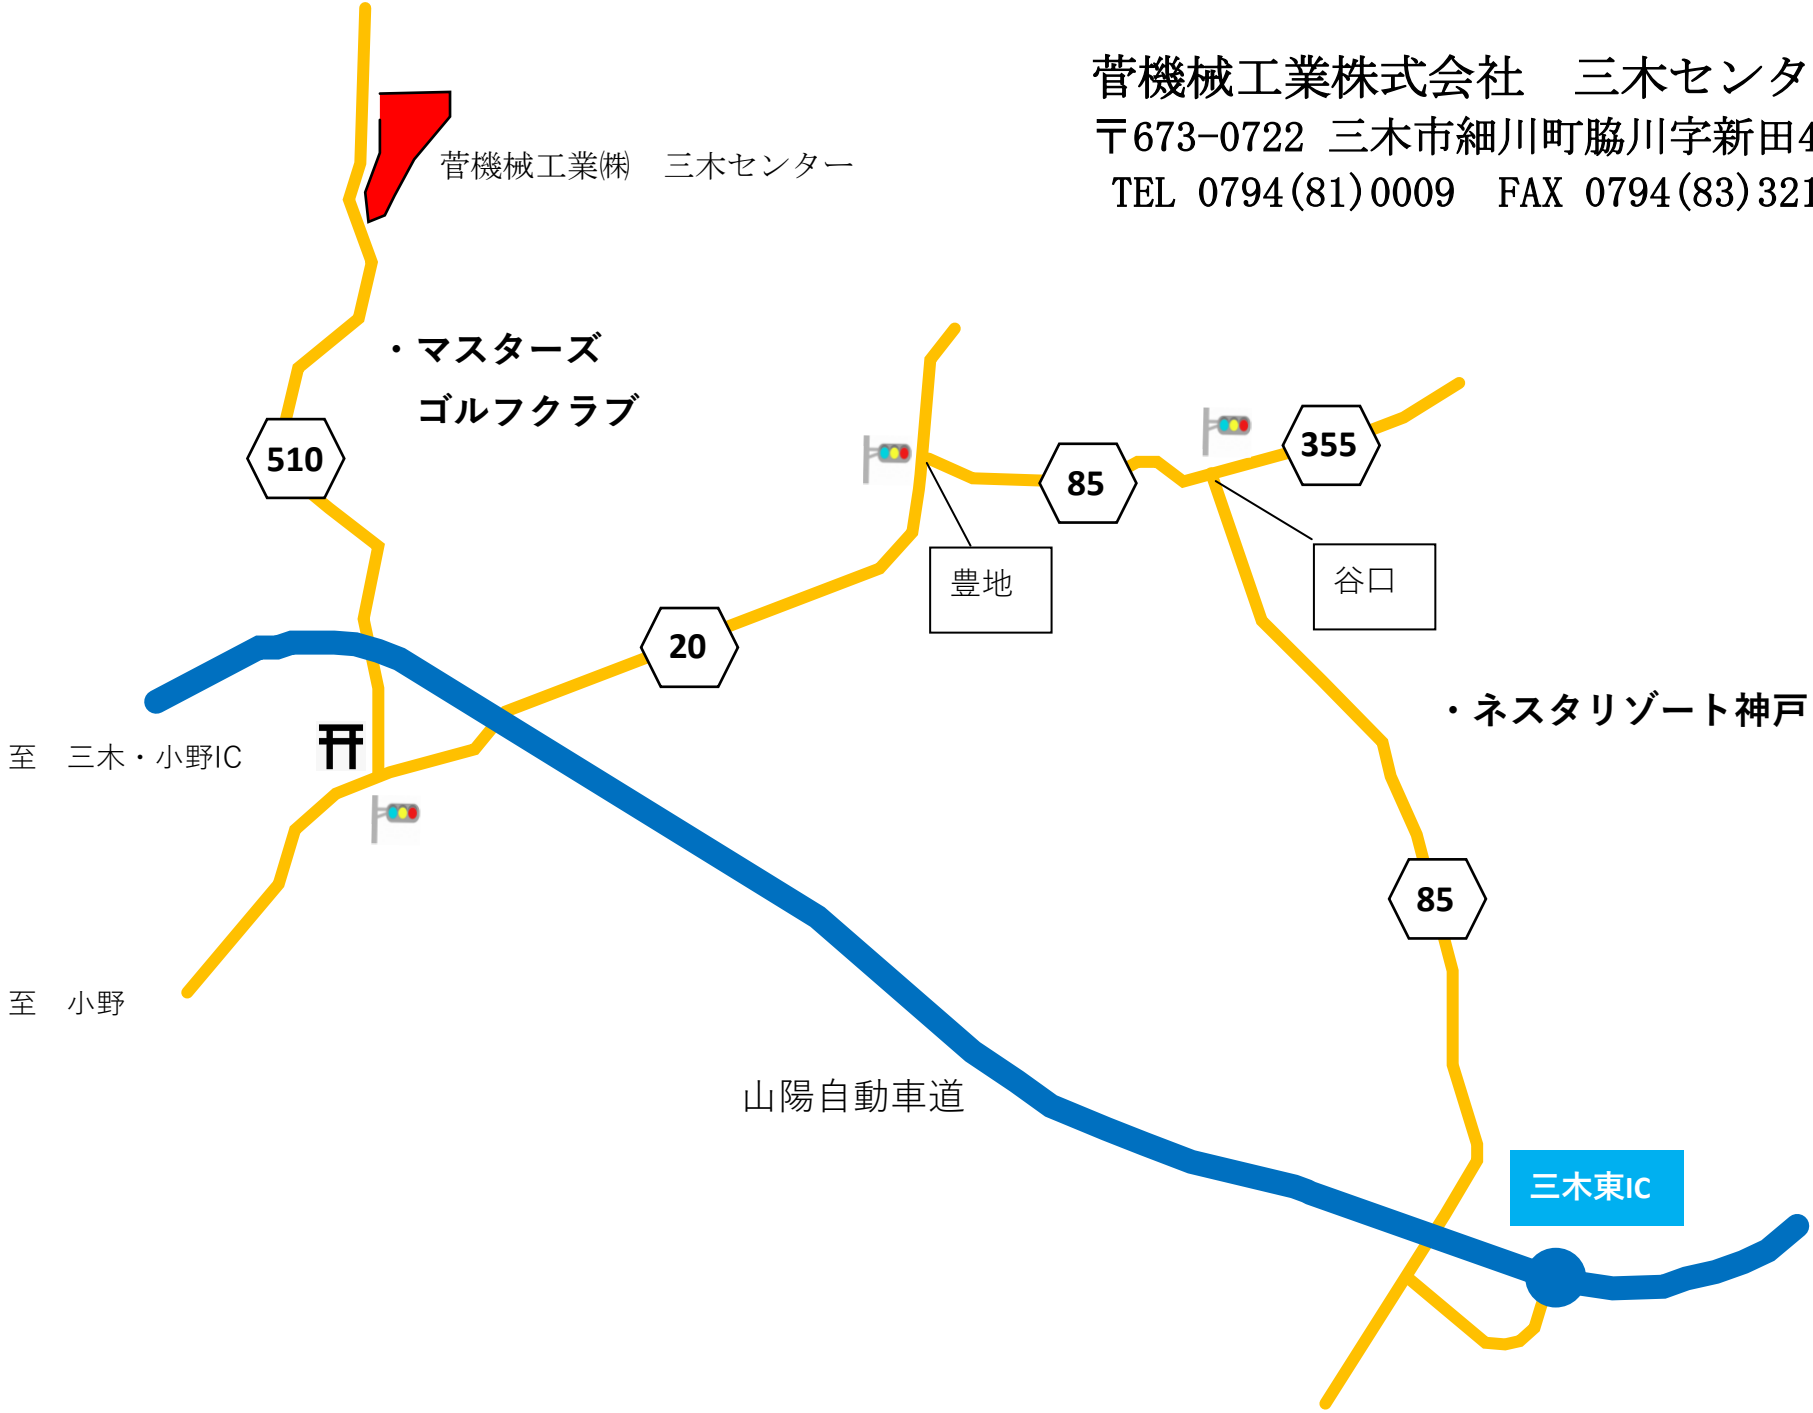 菅機械工業株式会社　三木センタ
〒673-0722 三木市細川町脇川字新田4
TEL 0794(81)0009　FAX 0794(83)321
菅機械工業㈱　三木センター
・マスターズ
ゴルフクラブ
510
355
85
豊地
谷口
20
・ネスタリゾート神戸
至　三木・小野IC
85
至　小野
山陽自動車道
三木東IC